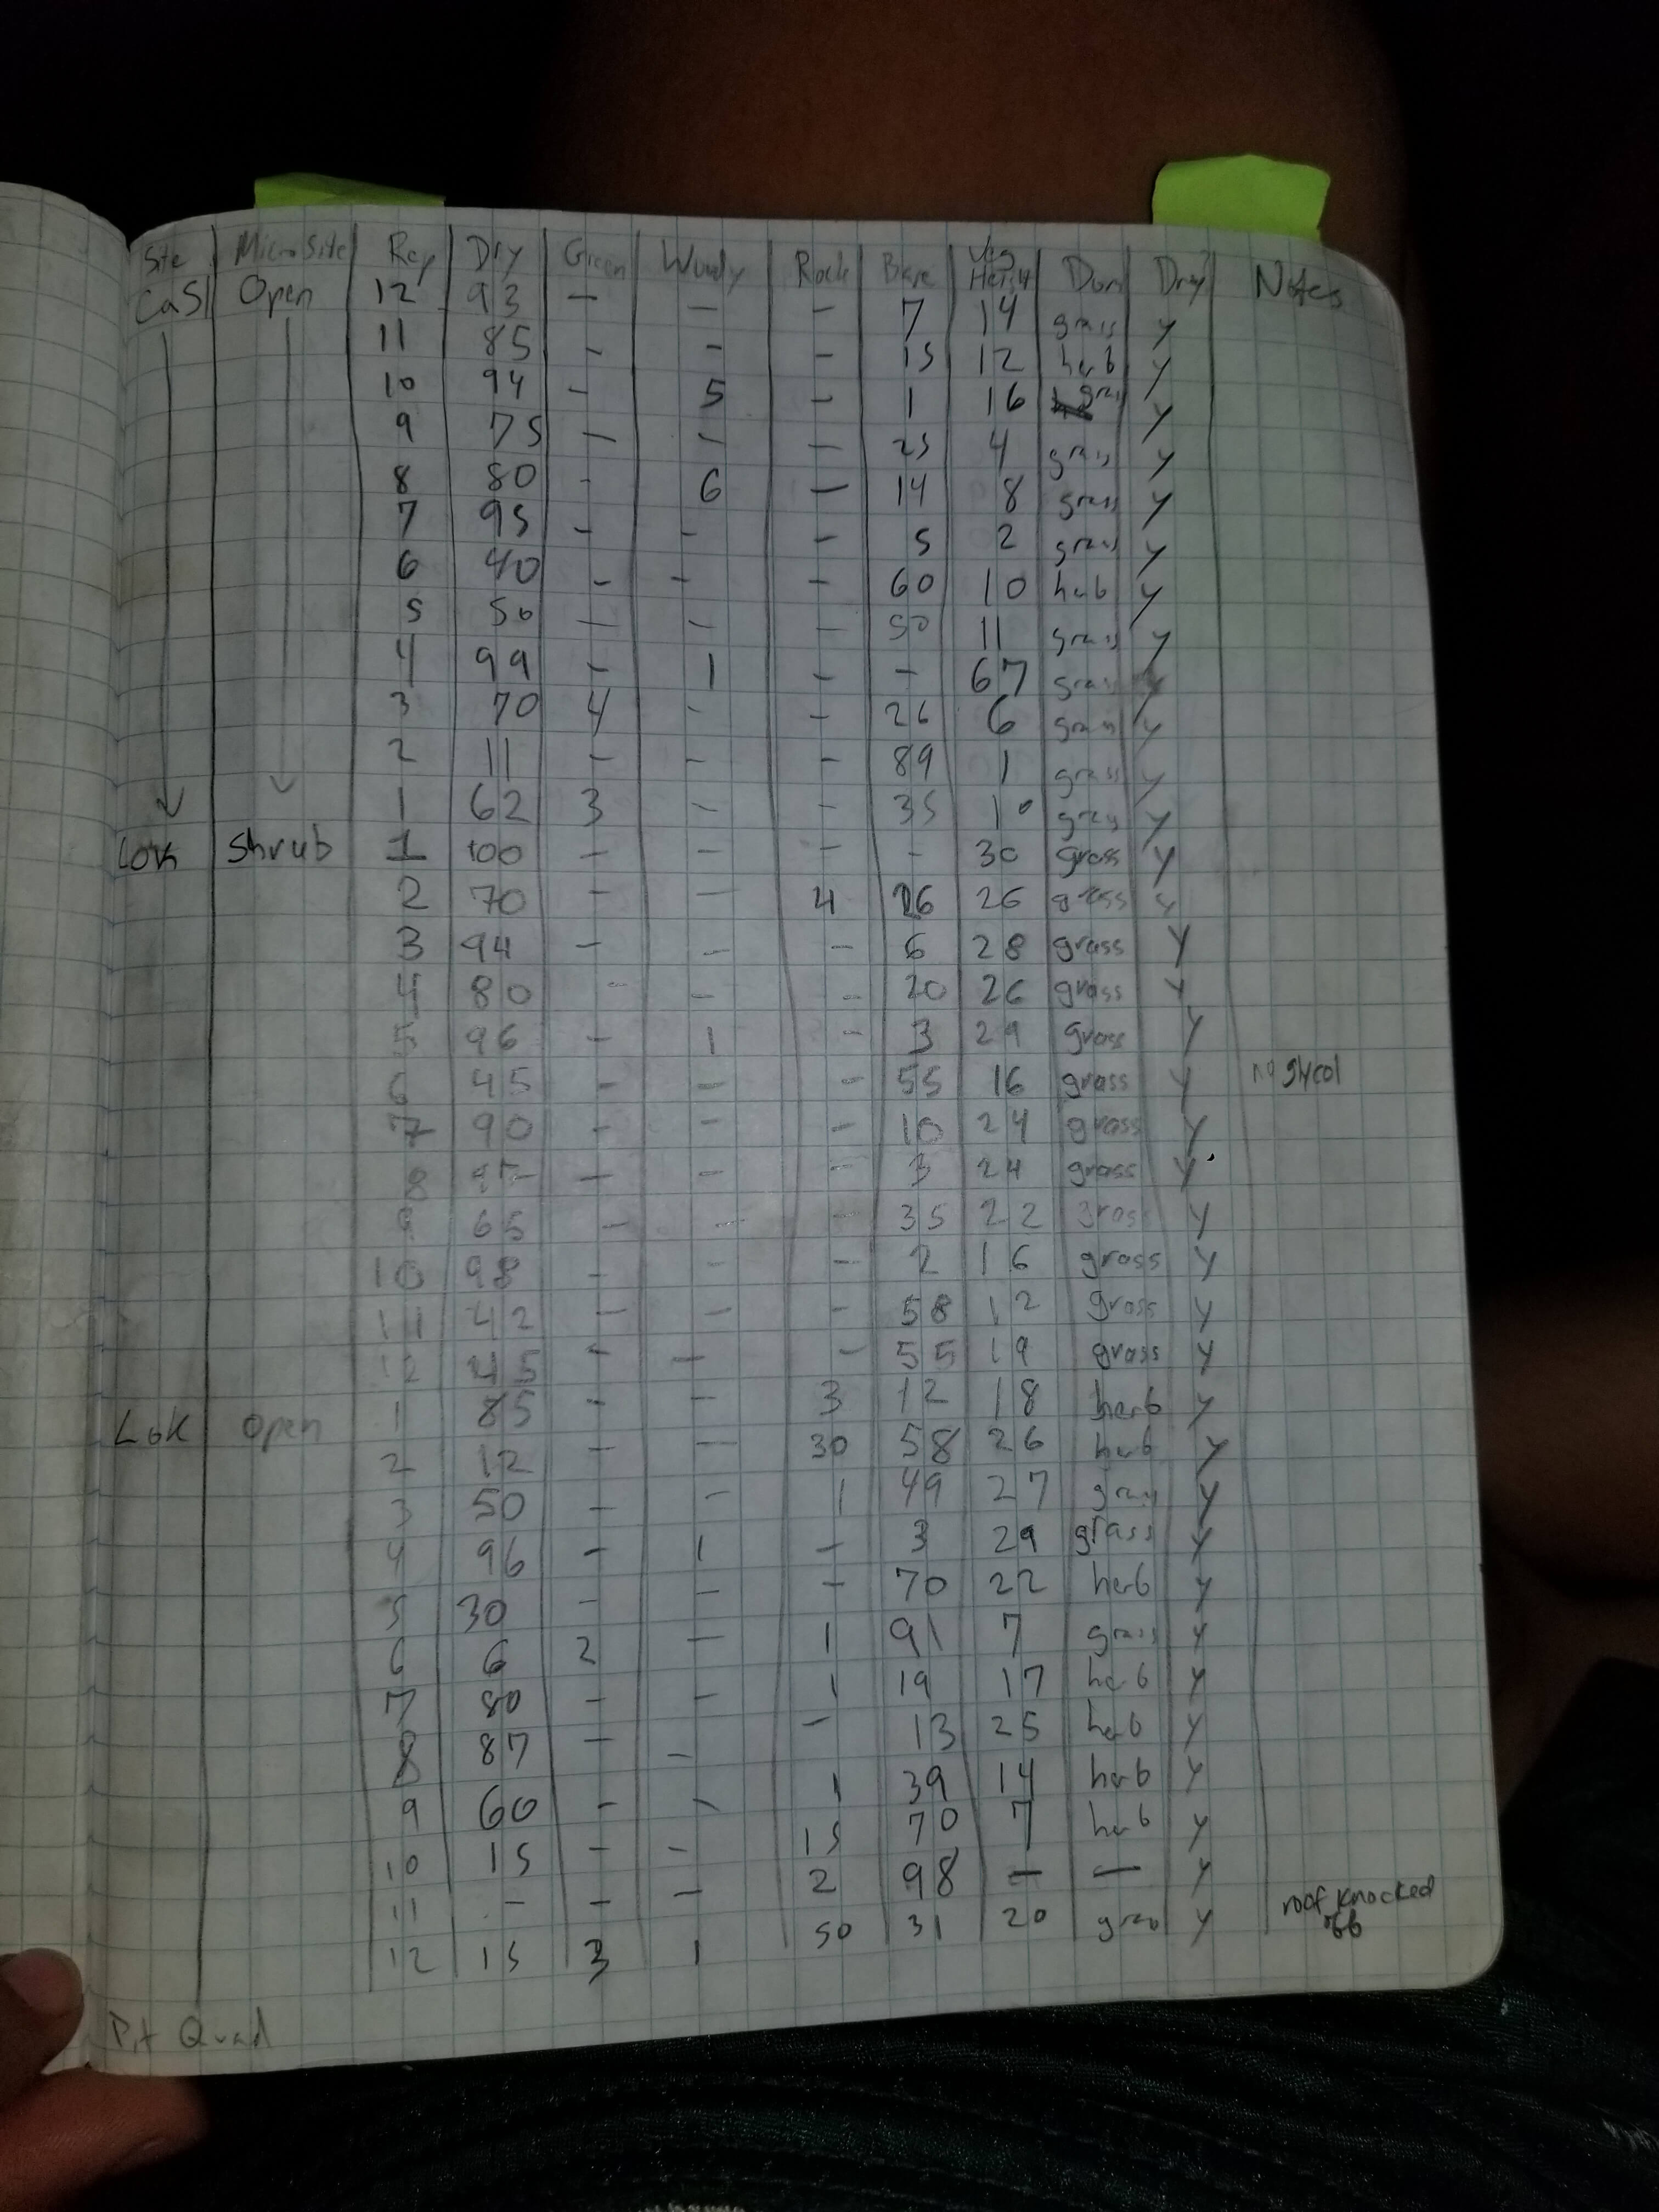 Site MicroSite Rep Dry Green Woody Rock Bare Veg Height Dom Dry? Notes
CaSl Open 12 93 - - - 7 14 grass y
11 85 - - - 15 12 herb y
10 94 - 5 - 1 16 gras y
9 75 - - - 25 4 grass y
8 80 - 6 - 14 8 grass y
7 95 - - - 5 2 grass y
6 40 - - - 60 10 herb y
5 50 - - - 50 11 grass y
4 99 - 1 - - 67 grass y
3 70 4 - - 26 6 grass y
2 11 - - - 89 1 grass y
1 62 3 - - 35 10 grass y
Lok Shrub 1 100 - - - - 30 grass y
2 70 - - 4 26 26 grass y
3 94 - - - 6 28 grass y
4 80 - - - 20 26 grass y
5 96 - 1 - 3 29 grass y
6 45 - - - 55 16 grass y no glycol
7 90 - - - 10 24 grass y
8 97 - - - 3 24 grass y
9 65 - - - 35 22 grass y
10 98 - - - 2 16 grass y
11 42 - - - 58 12 grass y
12 45 - - - 55 19 grass y
Lok Open 1 85 - - 3 12 18 herb y
2 12 - - 30 58 26 herb y
3 50 - - 1 49 27 grass y
4 96 - 1 - 3 29 grass y
5 30 - - - 70 22 herb y
6 6 2 - 1 91 7 grass y
7 80 - - 1 19 17 herb y
8 87 - - - 13 25 herb y
9 60 - - 1 39 14 herb y
10 15 - - 15 70 7 herb y
11 - - - 2 98 - - y roof knocked off
12 15 3 1 50 31 20 grass y
Pit Quad